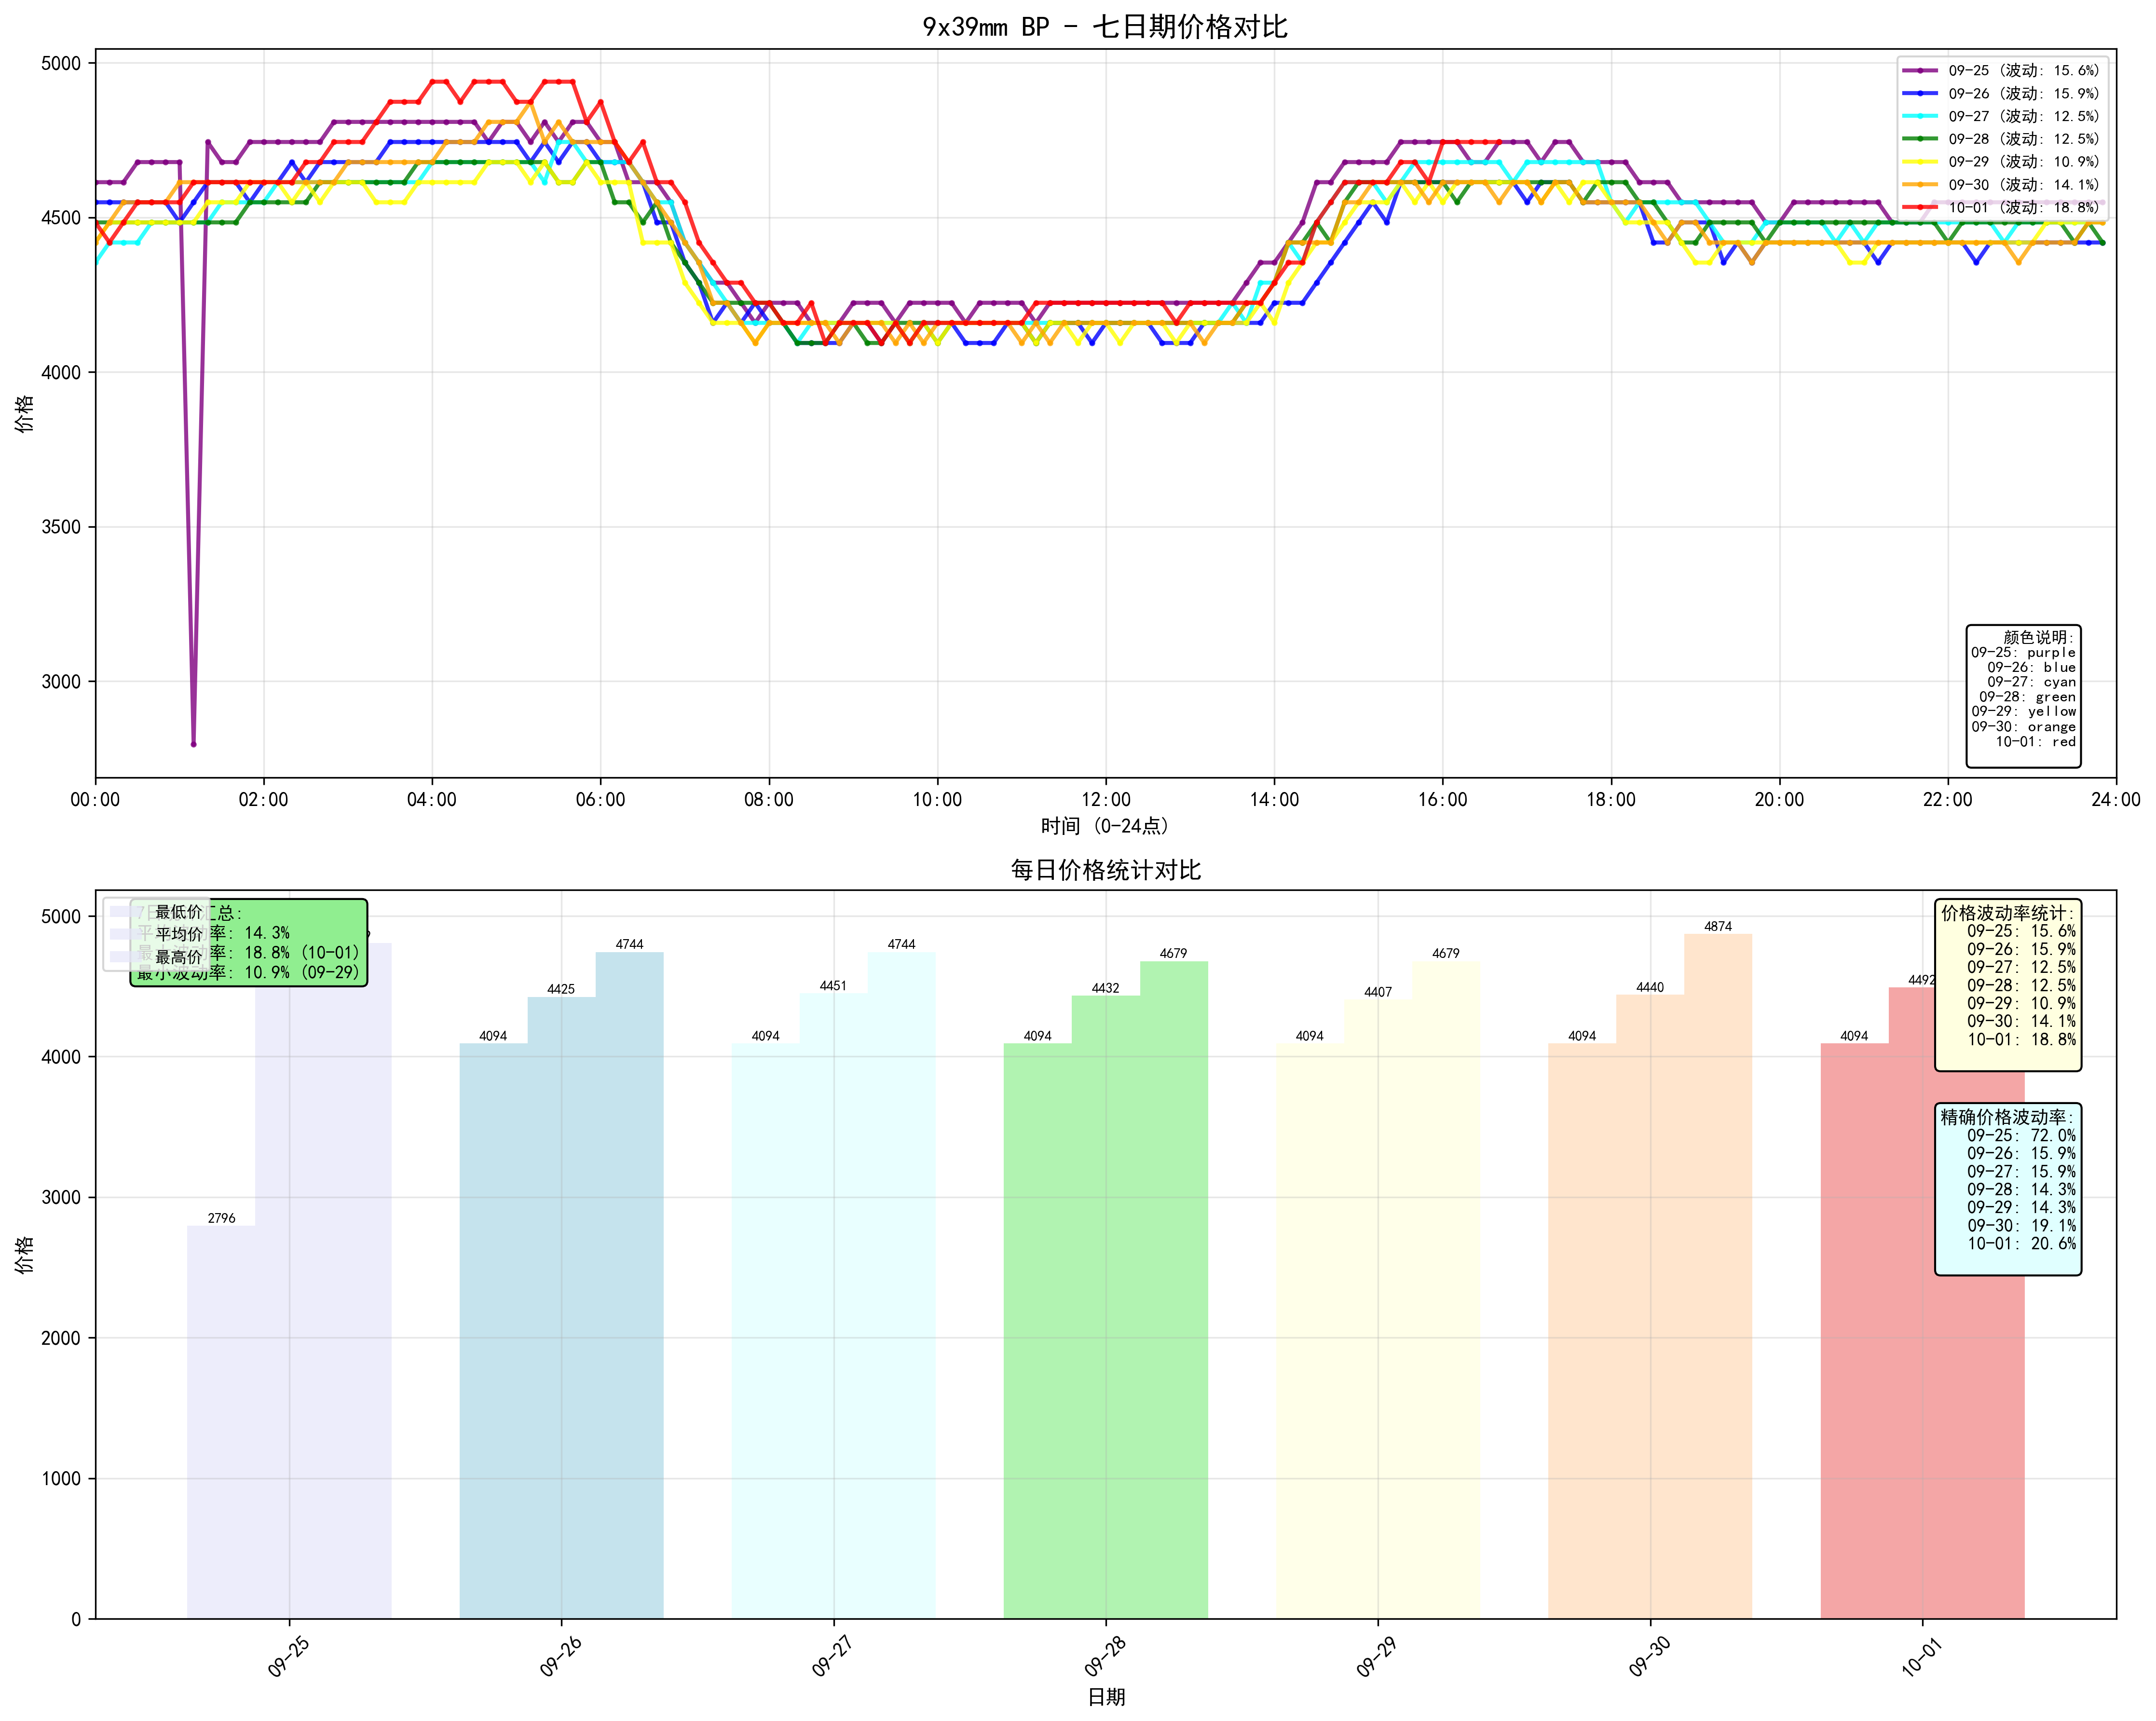 9x39mm BP - 七日期价格对比
5000
4500
4000
3500
3000
价格
09-25 (波动: 15.6%)
09-26 (波动: 15.9%)
09-27 (波动: 12.5%)
09-28 (波动: 12.5%)
09-29 (波动: 10.9%)
09-30 (波动: 14.1%)
10-01 (波动: 18.8%)
颜色说明:
09-25: purple
09-26: blue
09-27: cyan
09-28: green
09-29: yellow
09-30: orange
10-01: red
00:00 02:00 04:00 06:00 08:00 10:00 12:00 14:00 16:00 18:00 20:00 22:00 24:00
时间 (0-24点)
每日价格统计对比
5000
4000
3000
2000
1000
0
价格
最低价
平均价
最高价
汇总:
率: 14.3%
率: 18.8% (10-01)
最小波动率: 10.9% (09-29)
2796
4094 4425 4744
4094 4451 4744
4094 4432 4679
4094 4407 4679
4094 4440 4874
4094 4492
价格波动率统计:
09-25: 15.6%
09-26: 15.9%
09-27: 12.5%
09-28: 12.5%
09-29: 10.9%
09-30: 14.1%
10-01: 18.8%
精确价格波动率:
09-25: 72.0%
09-26: 15.9%
09-27: 15.9%
09-28: 14.3%
09-29: 14.3%
09-30: 19.1%
10-01: 20.6%
09-25 09-26 09-27 09-28 09-29 09-30 10-01
日期